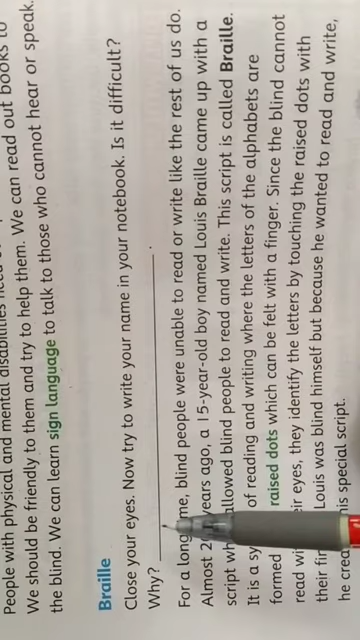 People with physical and mental disabilities
We should be friendly to them and try to help them. We can read out books to
the blind. We can learn sign language to talk to those who cannot hear or speak.
Braille
Close your eyes. Now try to write your name in your notebook. Is it difficult?
Why? ____________________.
For a long me, blind people were unable to read or write like the rest of us do.
Almost 2 years ago, a 15-year-old boy named Louis Braille came up with a
script wh allowed blind people to read and write. This script is called Braille.
It is a sy of reading and writing where the letters of the alphabets are
formed raised dots which can be felt with a finger. Since the blind cannot
read wi eir eyes, they identify the letters by touching the raised dots with
their fin Louis was blind himself but because he wanted to read and write,
he crea his special script.